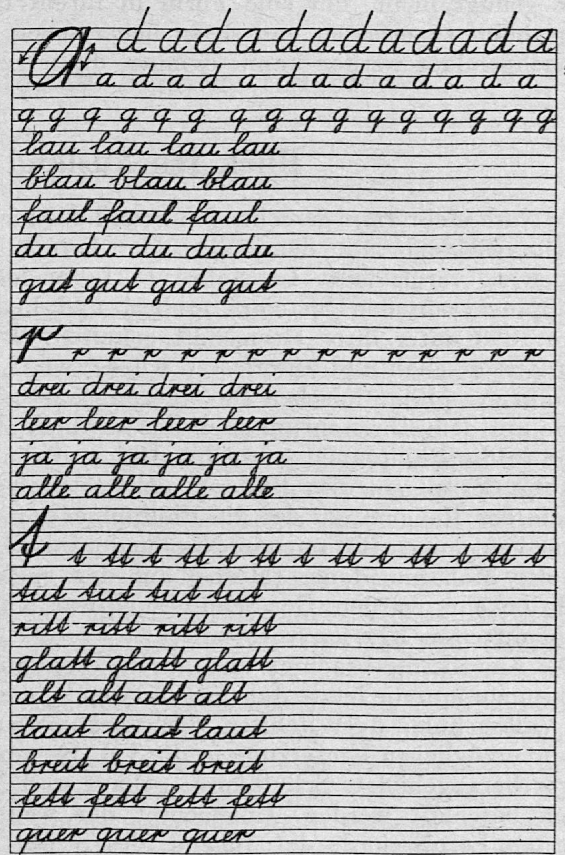 a d a d a d a d a d a d a
a d a d a d a d a d a d a
q g q g q g q g q g q g q g q g
lau lau lau lau
blau blau blau
faul faul faul
du du du du du
gut gut gut gut
r r r r r r r r r r r r r r r
drei drei drei drei
leer leer leer leer
ja ja ja ja ja ja
alle alle alle alle
t t tt t tt t tt t tt t tt t tt t
tut tut tut tut
ritt ritt ritt ritt
glatt glatt glatt
alt alt alt alt
laut laut laut
breit breit breit
fett fett fett fett
quer quer quer